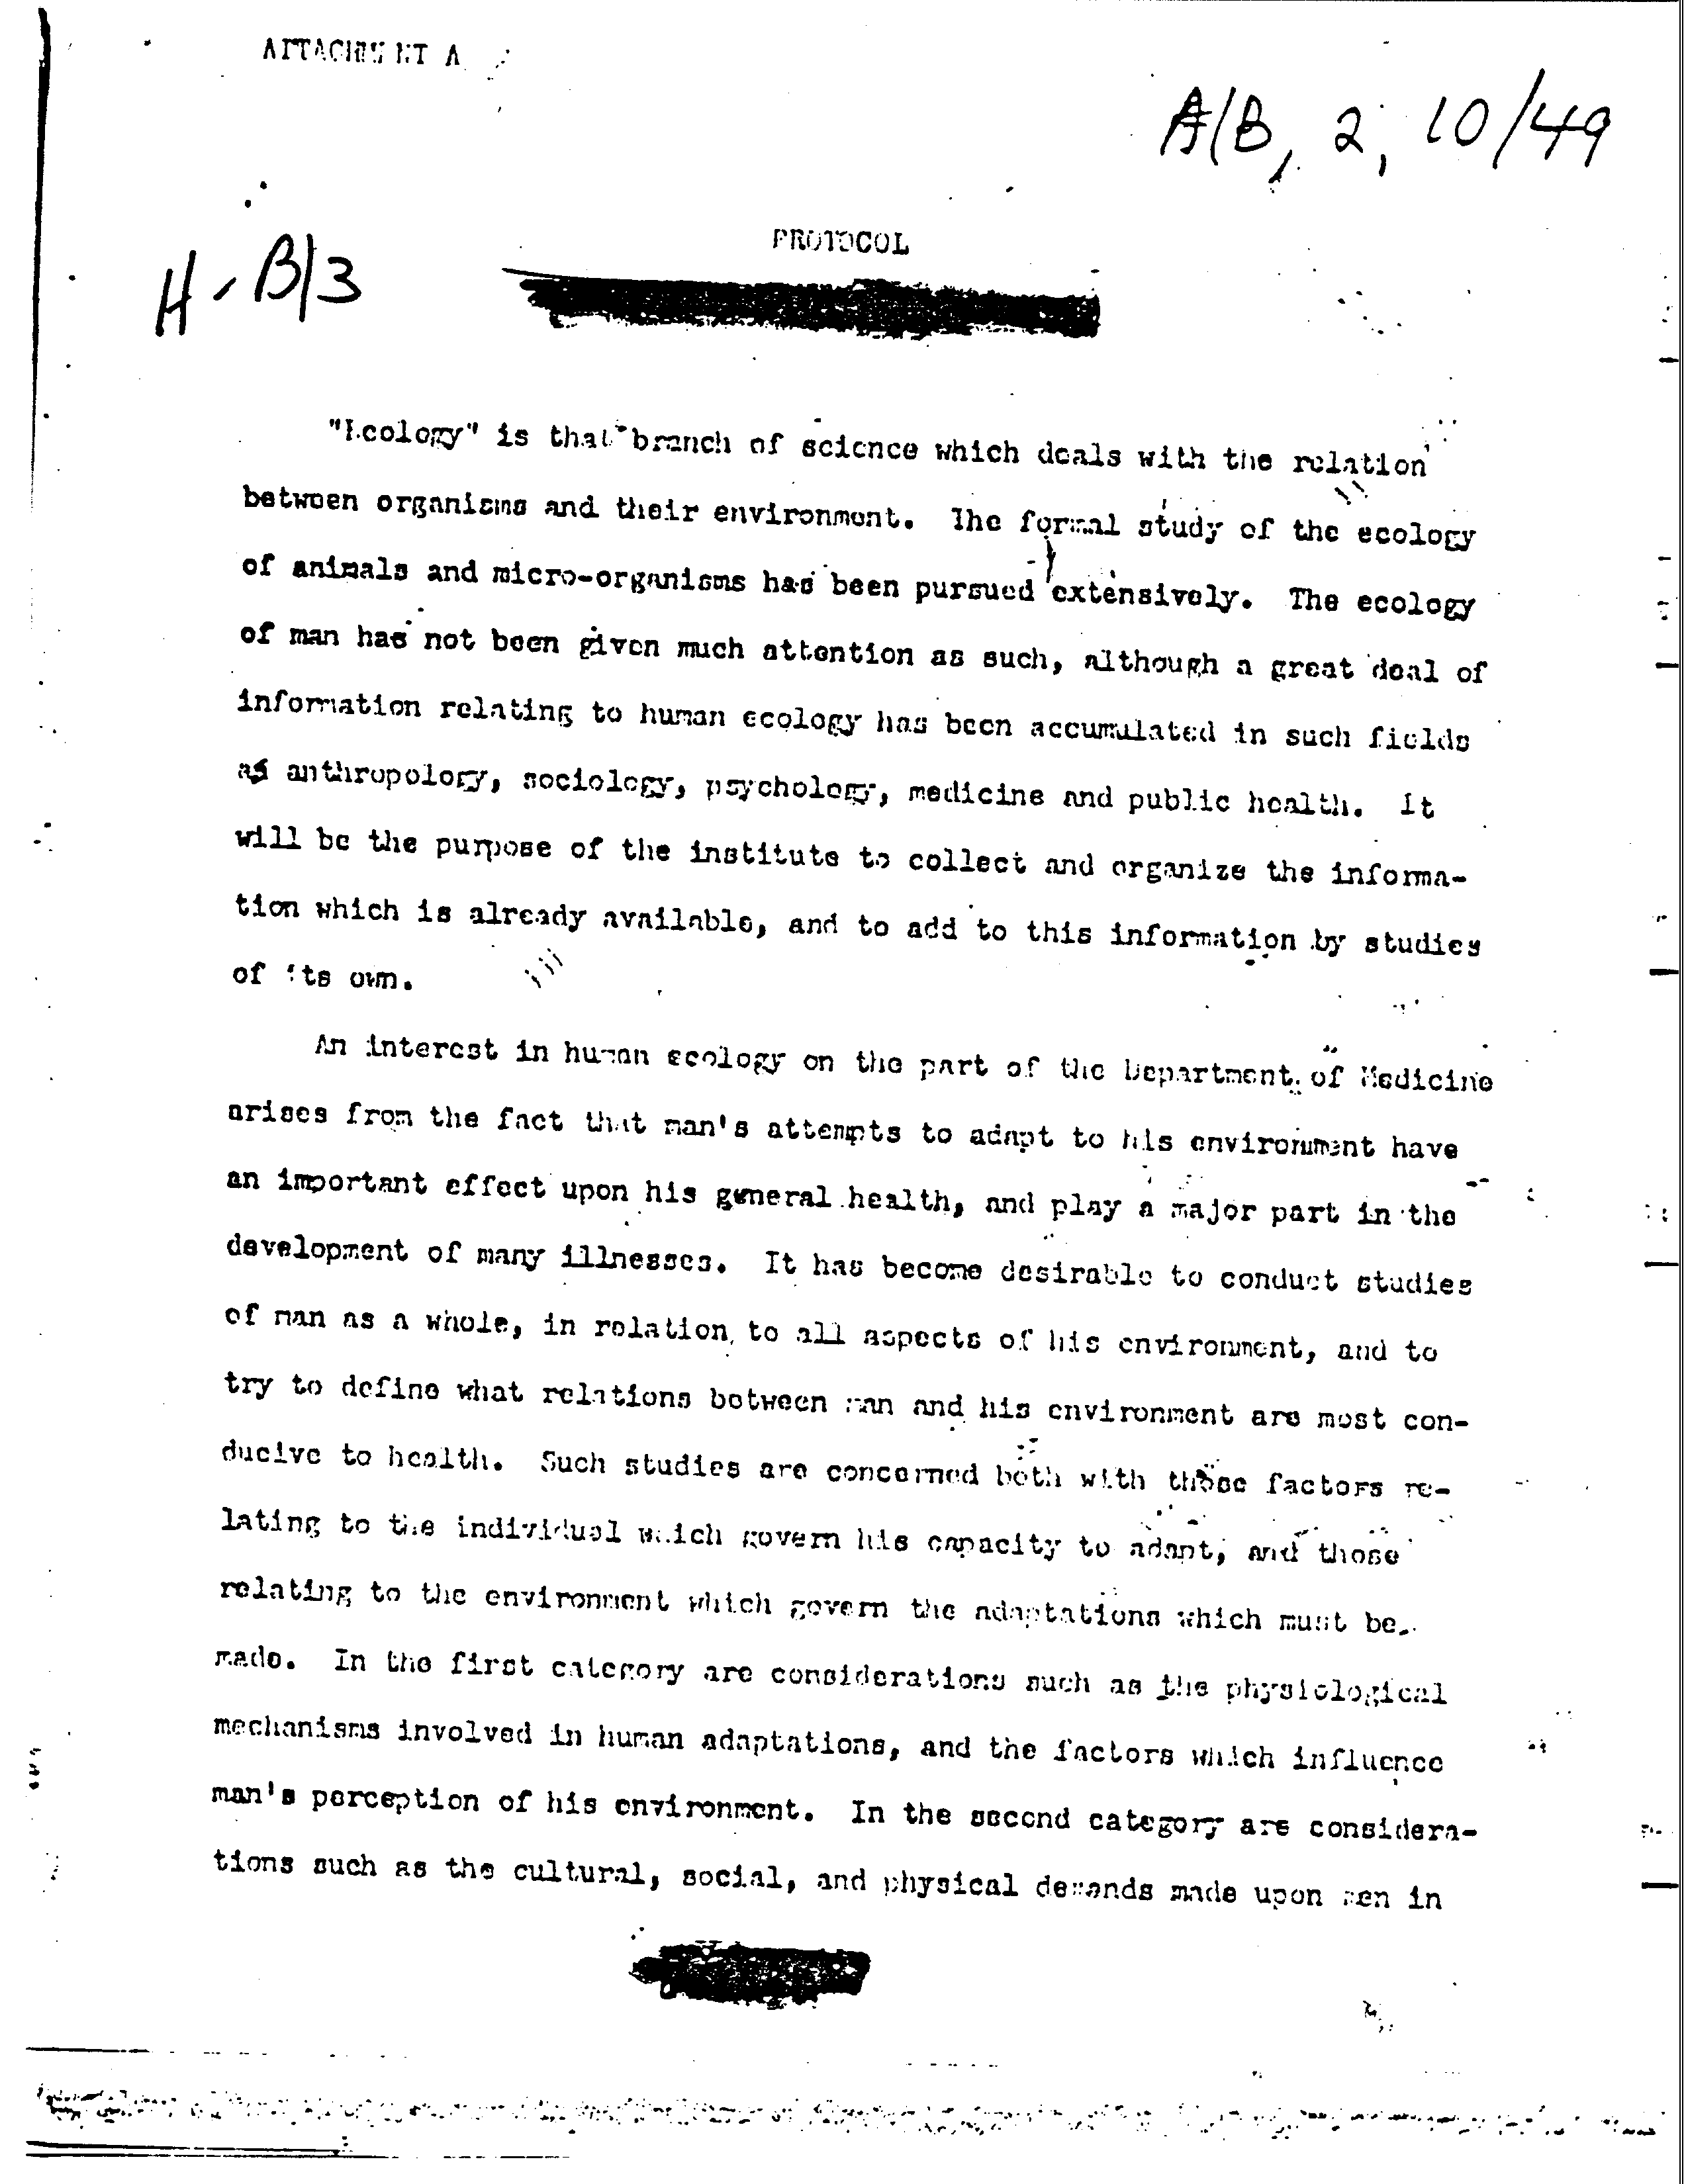 ATTACHMENT A
A/B, 2, 10/49
PROTOCOL
H-B/3
"Ecology" is that branch of science which deals with the relation
between organisms and their environment. The formal study of the ecology
of animals and micro-organisms has been pursued extensively. The ecology
of man has not been given much attention as such, although a great deal of
information relating to human ecology has been accumulated in such fields
as anthropology, sociology, psychology, medicine and public health. It
will be the purpose of the institute to collect and organize the informa-
tion which is already available, and to add to this information by studies
of its own.
An interest in human ecology on the part of the Department of Medicine
arises from the fact that man's attempts to adapt to his environment have
an important effect upon his general health, and play a major part in the
development of many illnesses. It has become desirable to conduct studies
of man as a whole, in relation to all aspects of his environment, and to
try to define what relations between man and his environment are most con-
ducive to health. Such studies are concerned both with those factors re-
lating to the individual which govern his capacity to adapt, and those
relating to the environment which govern the adaptations which must be
made. In the first category are considerations such as the physiological
mechanisms involved in human adaptations, and the factors which influence
man's perception of his environment. In the second category are considera-
tions such as the cultural, social, and physical demands made upon men in